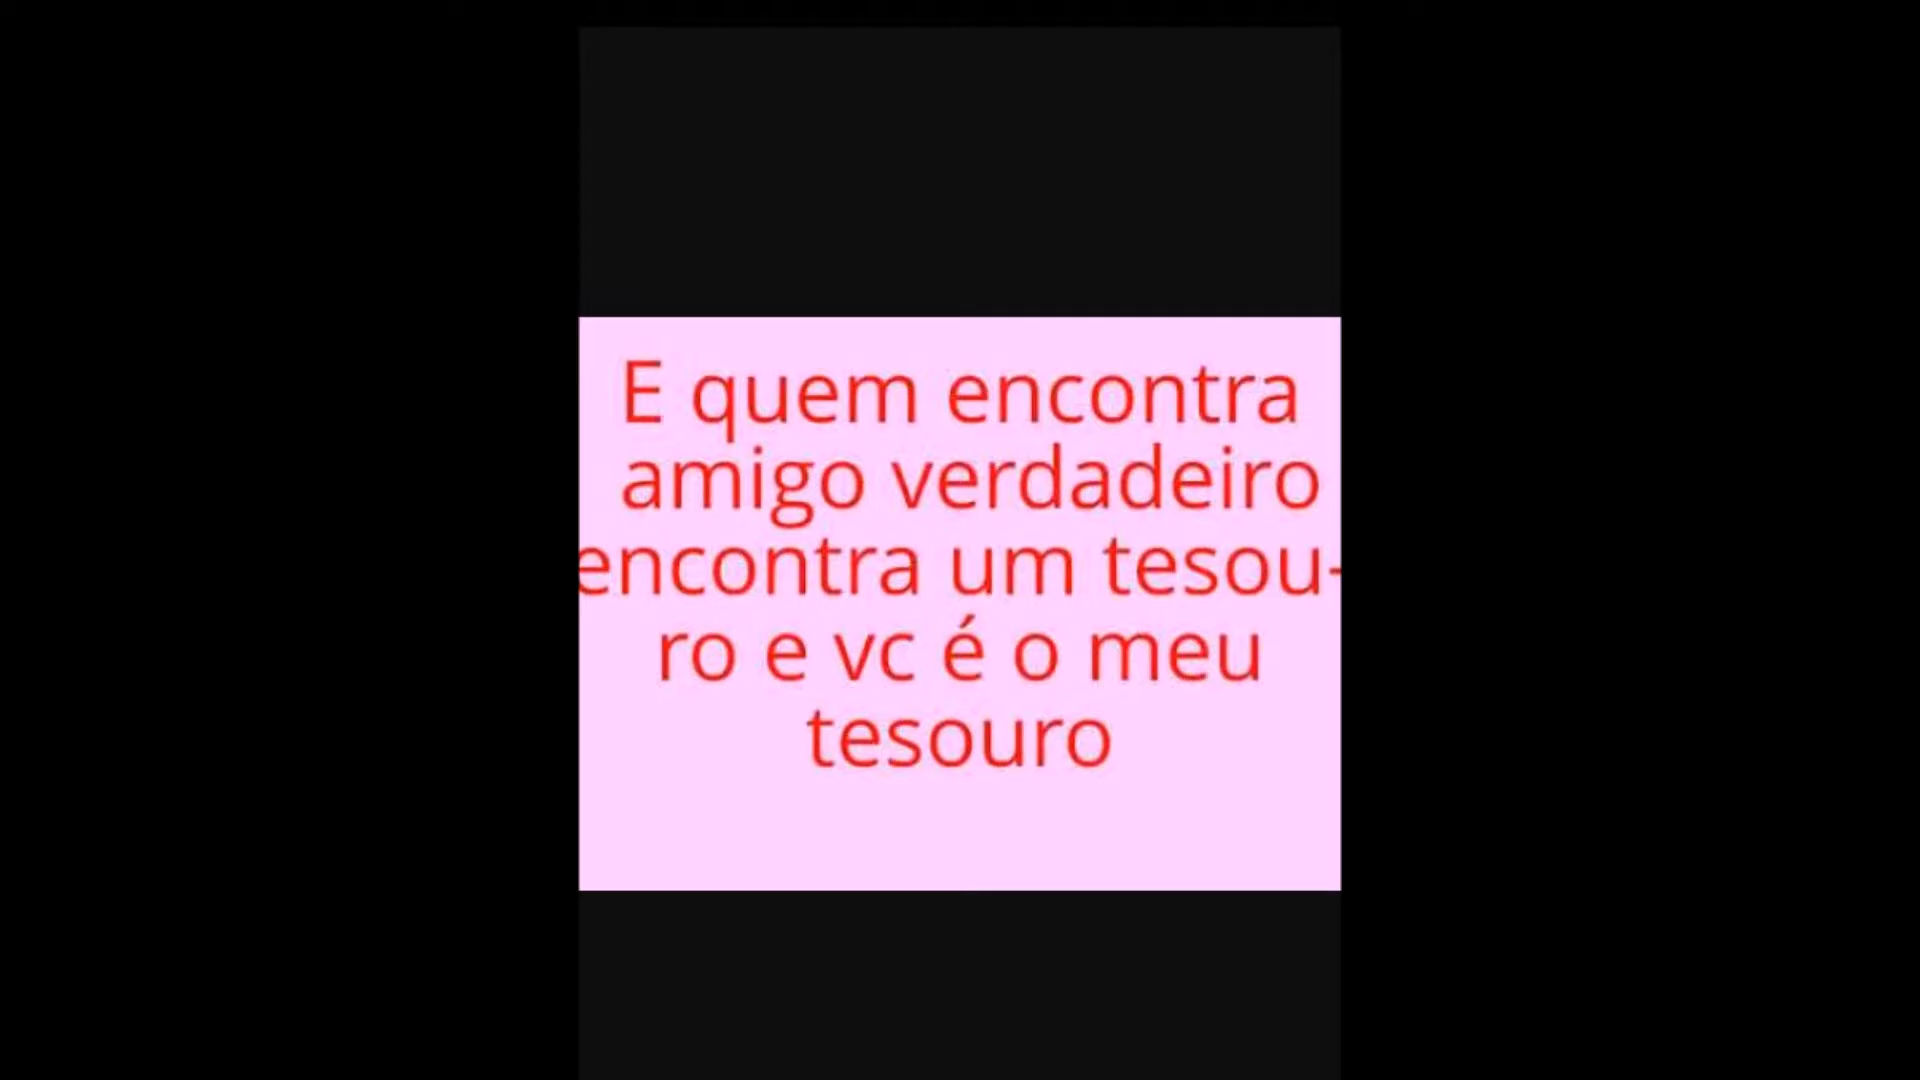 E quem encontra
amigo verdadeiro
encontra um tesou-
ro e vc é o meu
tesouro